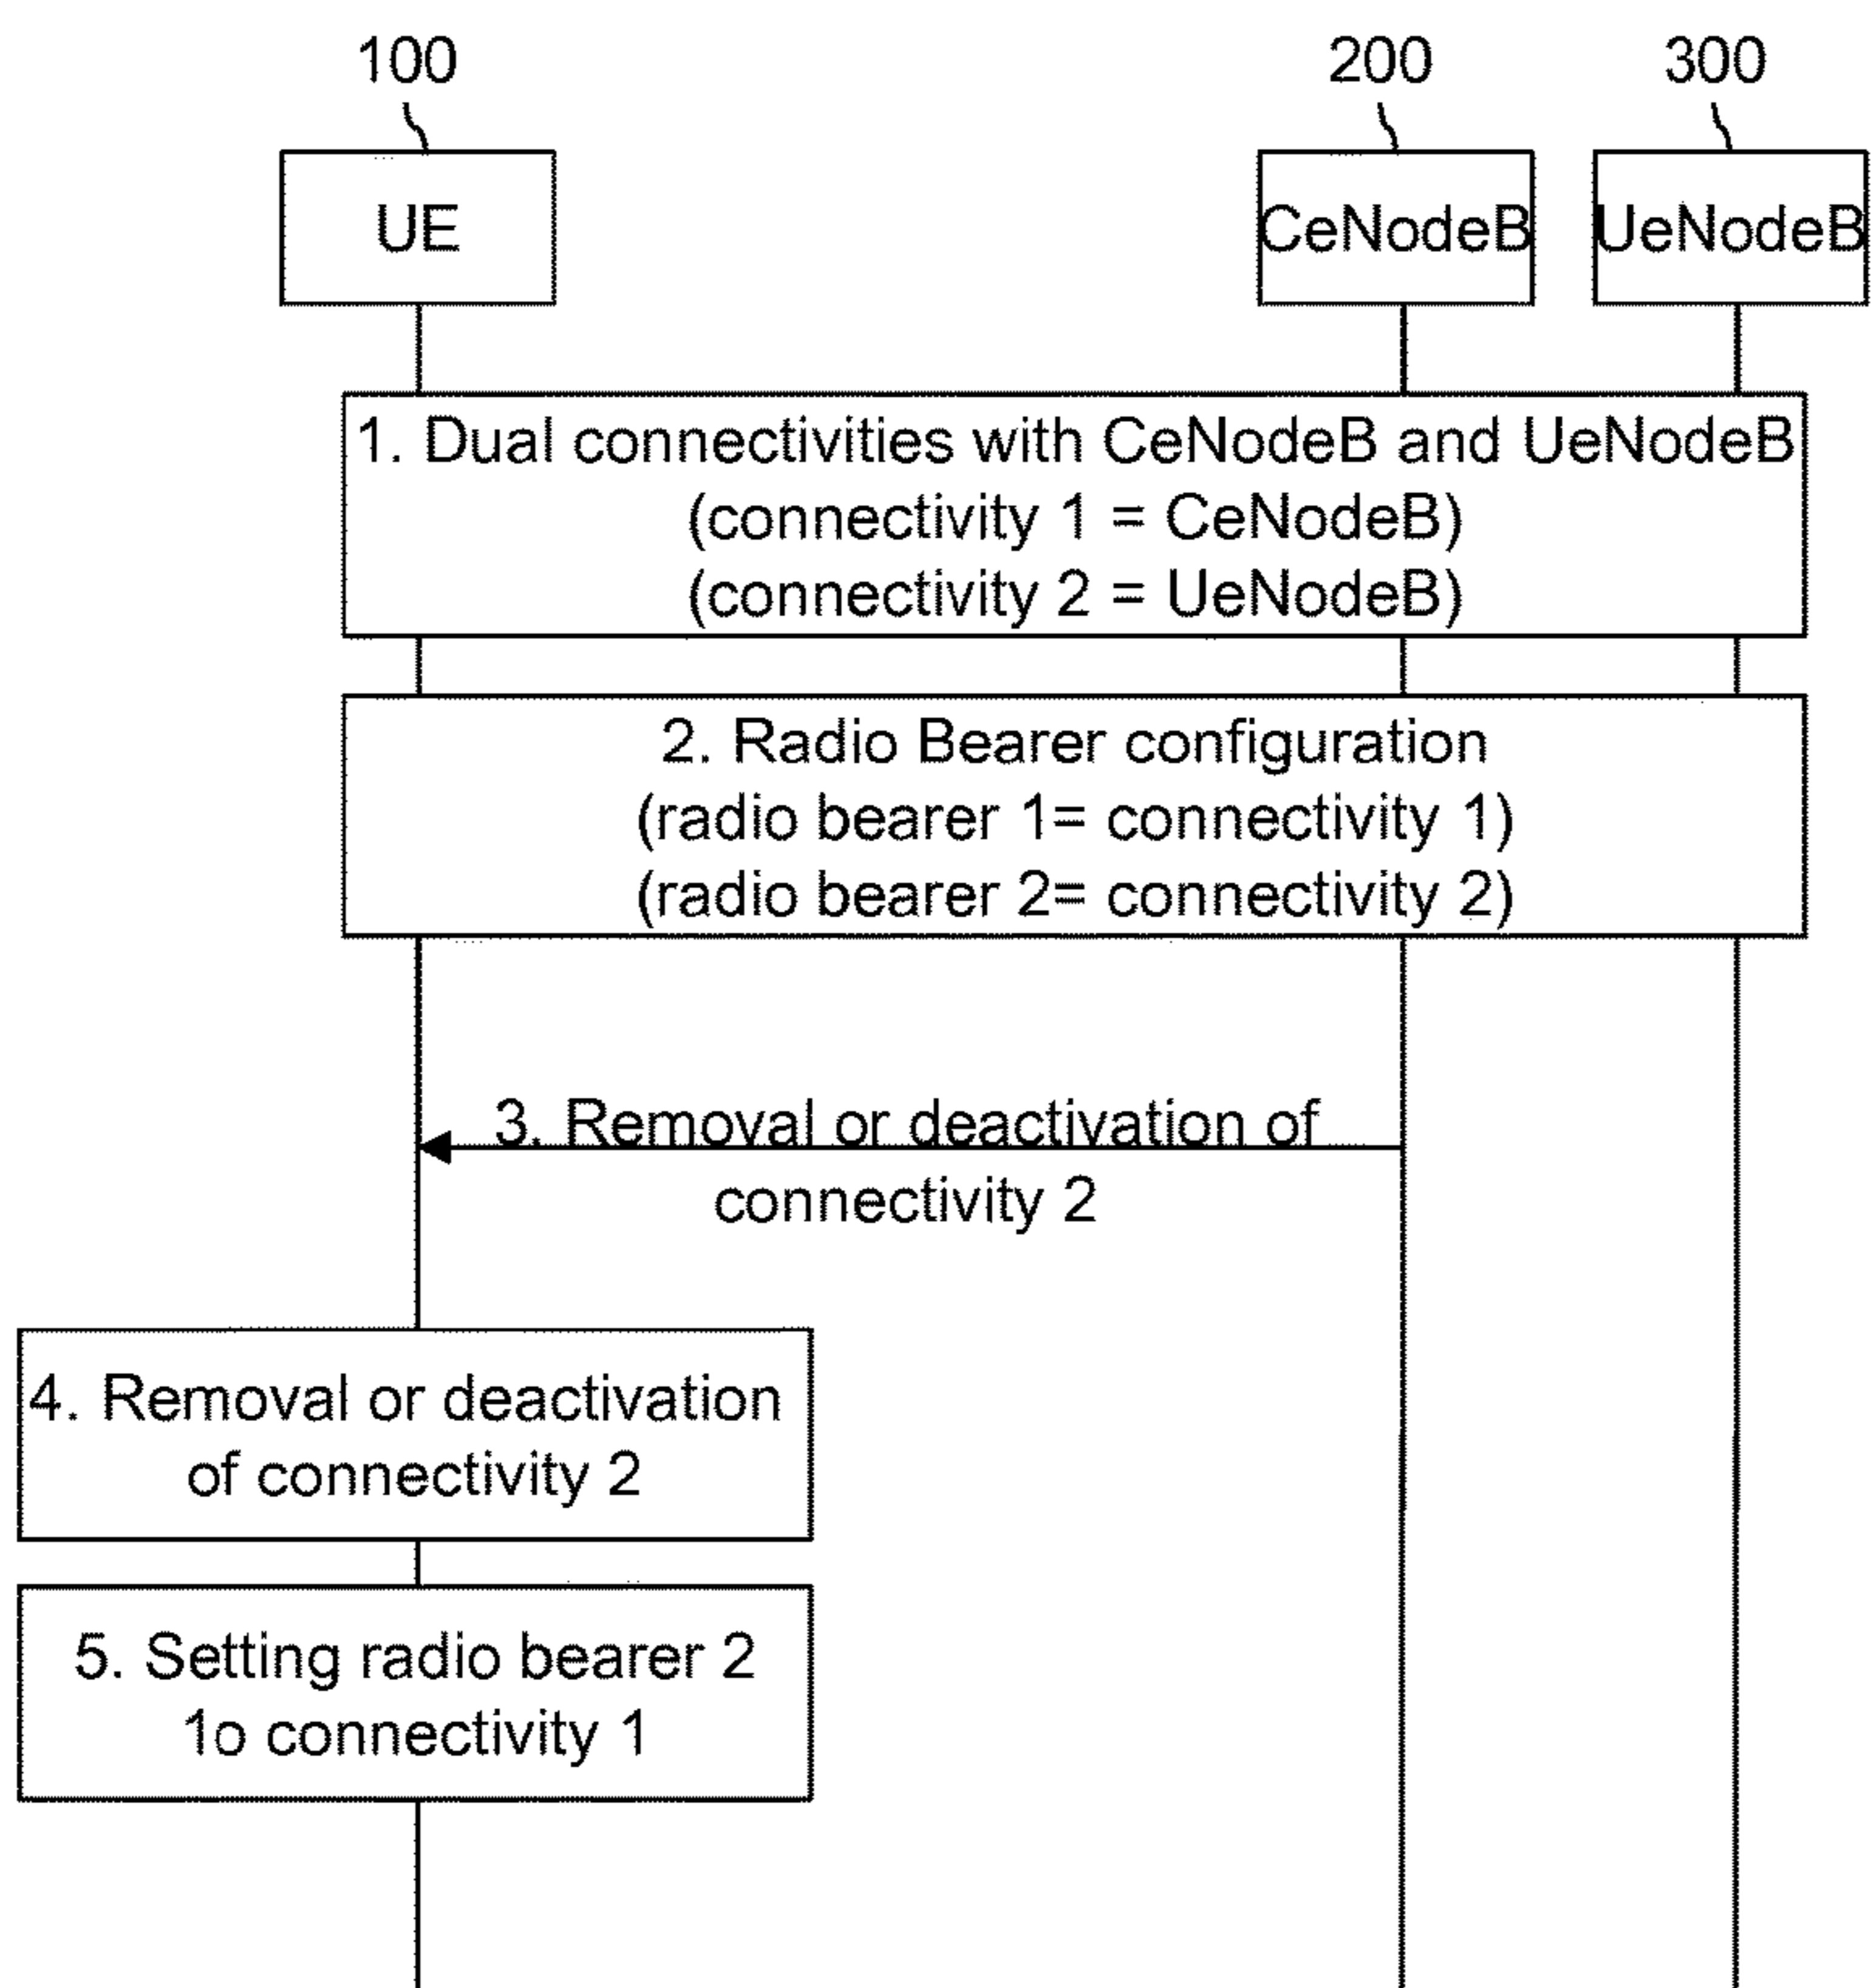 100
200
300
UE
CeNodeB
UeNodeB
1. Dual connectivities with CeNodeB and UeNodeB
(connectivity 1 = CeNodeB)
(connectivity 2 = UeNodeB)
2. Radio Bearer configuration
(radio bearer 1= connectivity 1)
(radio bearer 2= connectivity 2)
3. Removal or deactivation of
connectivity 2
4. Removal or deactivation
of connectivity 2
5. Setting radio bearer 2
1o connectivity 1